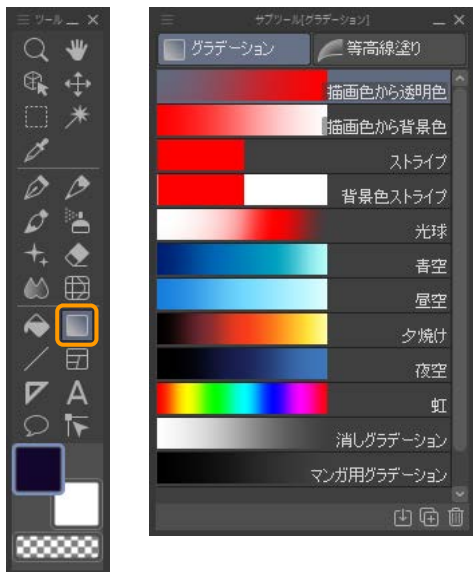 ツール
A
サブツール[グラデーション]
グラデーション
等高線塗り
描画色から透明色
描画色から背景色
ストライプ
背景色ストライプ
光球
青空
昼空
夕焼け
夜空
虹
消しグラデーション
マンガ用グラデーション